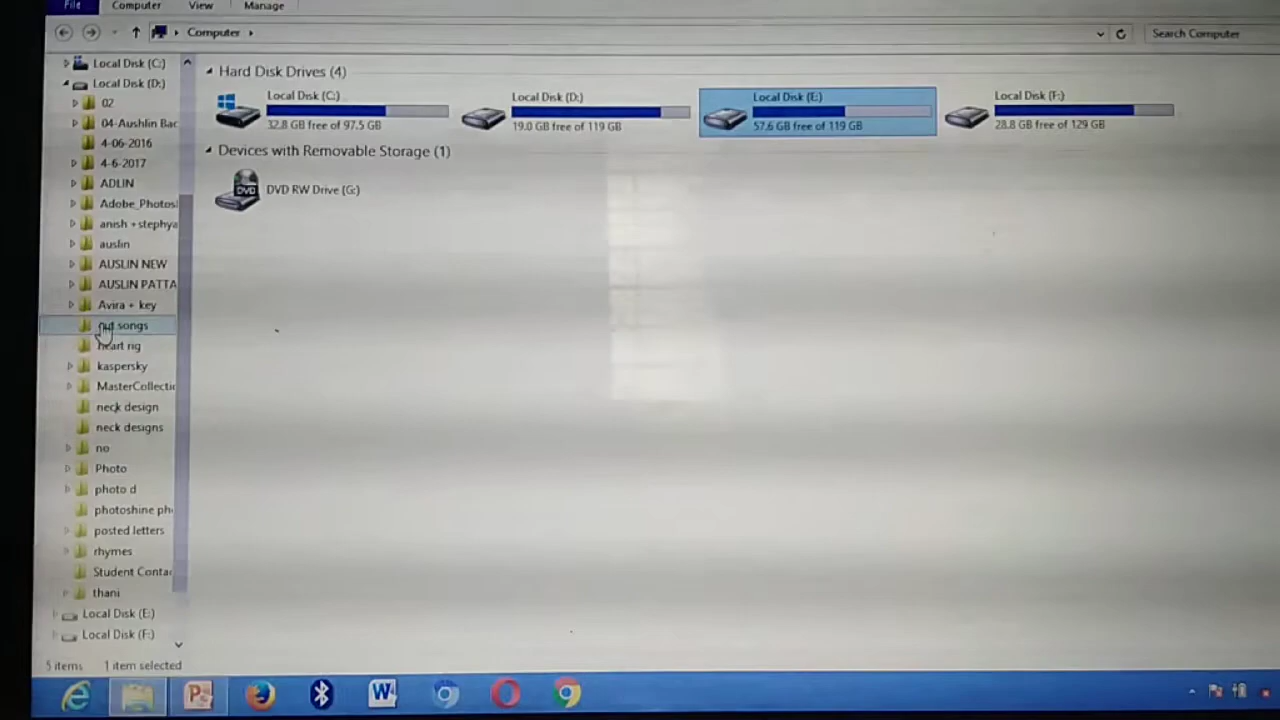 File Computer View Manage
Computer Search Computer
Local Disk (C:)
Local Disk (D:)
02
04-Aushlin Bac
4-06-2016
4-6-2017
ADLIN
Adobe_Photos
anish +stephya
auslin
AUSLIN NEW
AUSLIN PATTA
Avira + key
songs
heart rig
kaspersky
MasterCollectic
neck design
neck designs
no
Photo
photo d
photoshine ph
posted letters
rhymes
Student Conta
thani
Local Disk (E:)
Local Disk (F:)
5 items 1 item selected
Hard Disk Drives (4)
Local Disk (C:)
32.8 GB free of 97.5 GB
Local Disk (D:)
19.0 GB free of 119 GB
Local Disk (E:)
57.6 GB free of 119 GB
Local Disk (F:)
28.8 GB free of 129 GB
Devices with Removable Storage (1)
DVD
DVD RW Drive (G:)